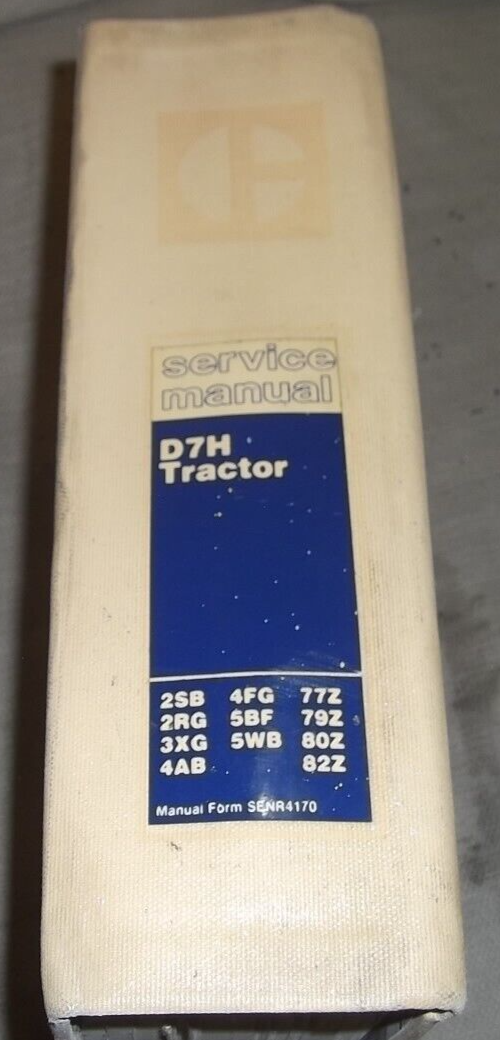 service
manual
D7H
Tractor
2SB 4FG 77Z
2RG 5BF 79Z
3XG 5WB 80Z
4AB 82Z
Manual Form SENR4170